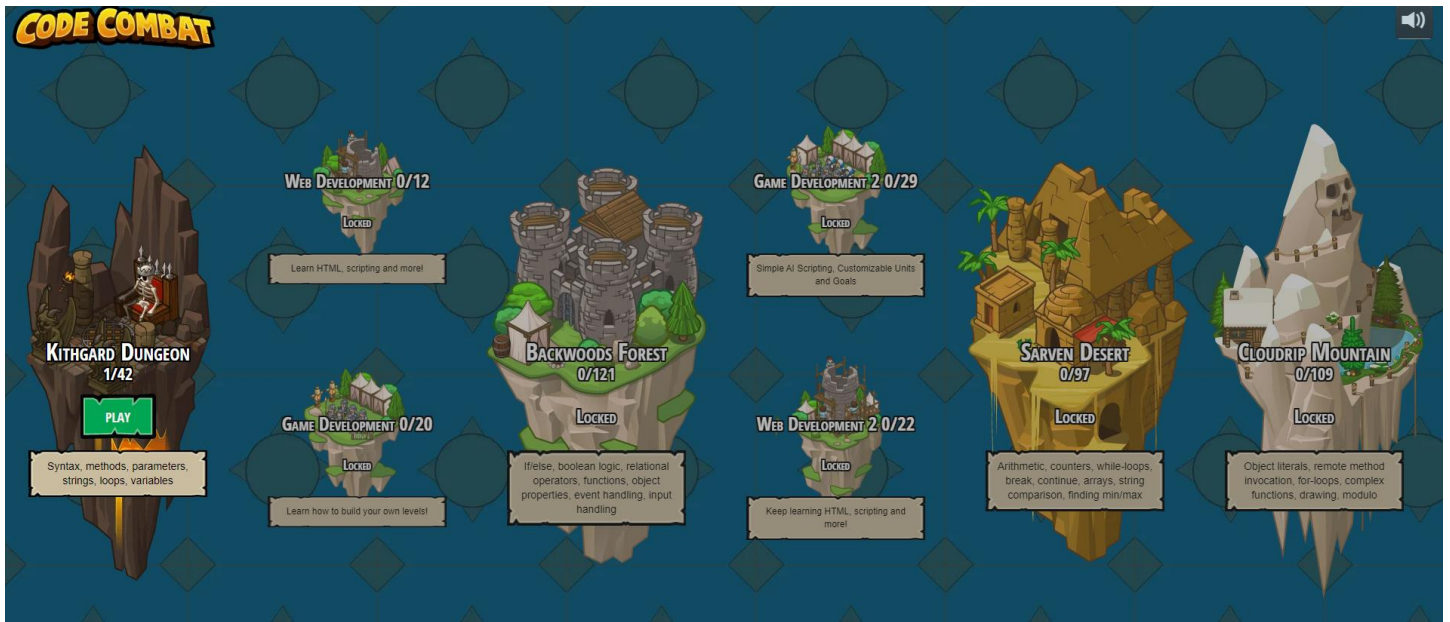 CODE COMBAT
Kithgard Dungeon
1/42
Play
Syntax, methods, parameters,
strings, loops, variables
Web Development 0/12
Locked
Learn HTML, scripting and more!
Game Development 0/20
Locked
Learn how to build your own levels!
Backwoods Forest
0/121
Locked
If/else, boolean logic, relational
operators, functions, object
properties, event handling, input
handling
Game Development 2 0/29
Locked
Simple AI Scripting, Customizable Units
and Goals
Web Development 2 0/22
Locked
Keep learning HTML, scripting and
more!
Sarven Desert
0/97
Locked
Arithmetic, counters, while-loops,
break, continue, arrays, string
comparison, finding min/max
Cloudrip Mountain
0/109
Locked
Object literals, remote method
invocation, for-loops, complex
functions, drawing, modulo